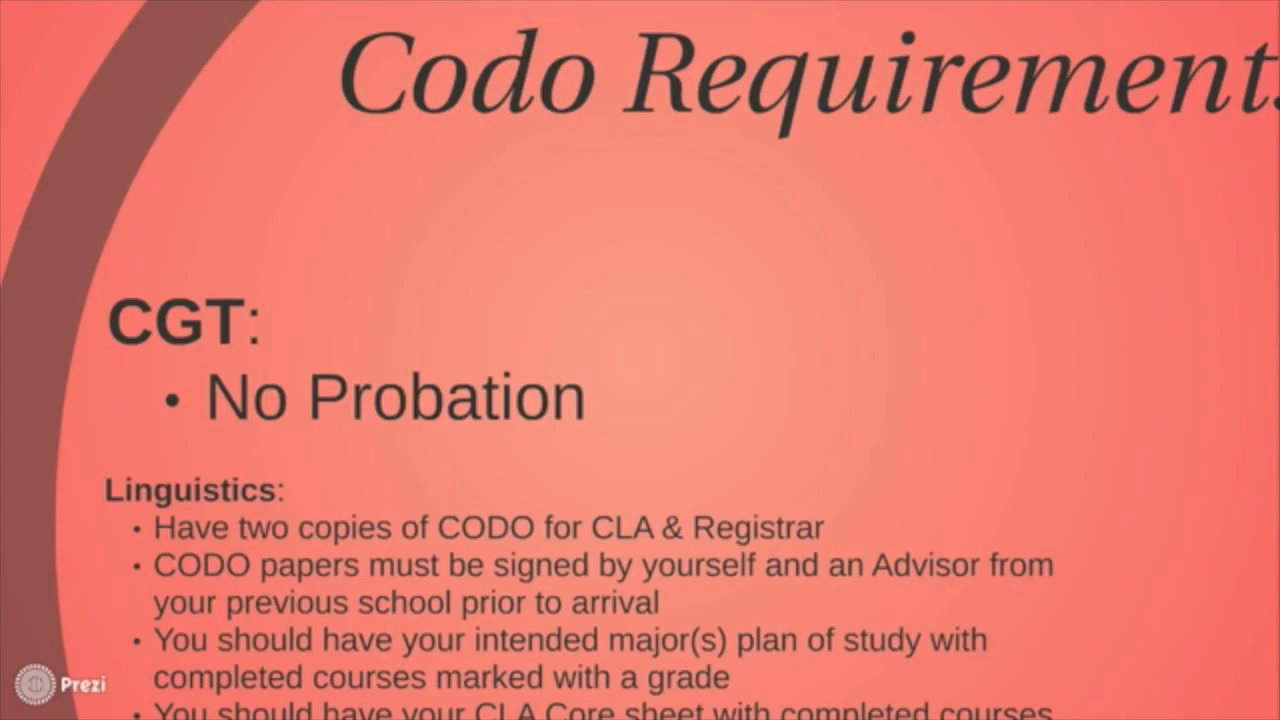 Codo Requirements
CGT:
• No Probation
Linguistics:
• Have two copies of CODO for CLA & Registrar
• CODO papers must be signed by yourself and an Advisor from
your previous school prior to arrival
• You should have your intended major(s) plan of study with
completed courses marked with a grade
• You should have your CLA Core sheet with completed courses
Prezi